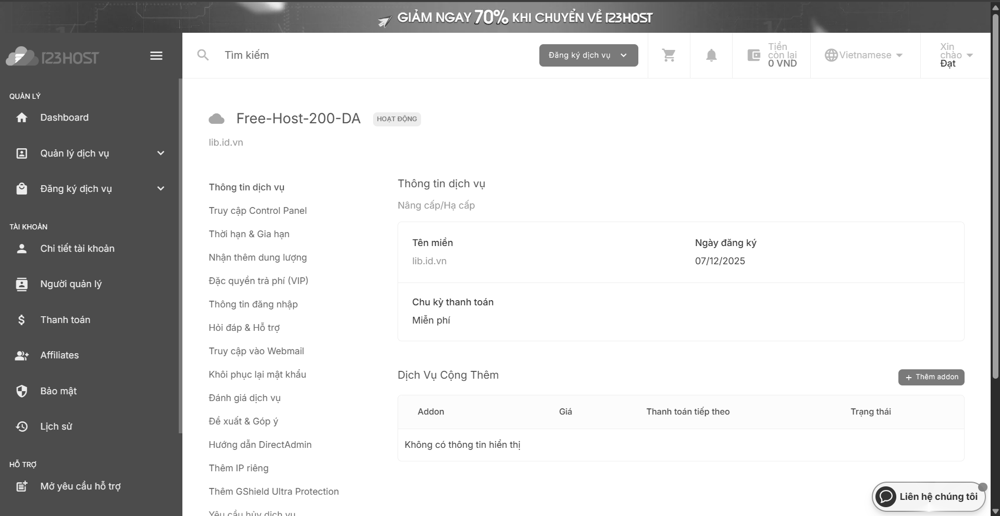 GIẢM NGAY 70% KHI CHUYỂN VỀ 123HOST
123HOST
Tìm kiếm
Đăng ký dịch vụ
Tiền còn lại
0 VND
Vietnamese
Xin chào
Đạt
QUẢN LÝ
Dashboard
Quản lý dịch vụ
Đăng ký dịch vụ
TÀI KHOẢN
Chi tiết tài khoản
Người quản lý
Thanh toán
Affiliates
Bảo mật
Lịch sử
HỖ TRỢ
Mở yêu cầu hỗ trợ
Free-Host-200-DA
HOẠT ĐỘNG
lib.id.vn
Thông tin dịch vụ
Truy cập Control Panel
Thời hạn & Gia hạn
Nhận thêm dung lượng
Đặc quyền trả phí (VIP)
Thông tin đăng nhập
Hỏi đáp & Hỗ trợ
Truy cập vào Webmail
Khôi phục lại mật khẩu
Đánh giá dịch vụ
Đề xuất & Góp ý
Hướng dẫn DirectAdmin
Thêm IP riêng
Thêm GShield Ultra Protection
Yêu cầu hủy dịch vụ
Thông tin dịch vụ
Nâng cấp/Hạ cấp
Tên miền
lib.id.vn
Ngày đăng ký
07/12/2025
Chu kỳ thanh toán
Miễn phí
Dịch Vụ Cộng Thêm
+ Thêm addon
Addon Giá Thanh toán tiếp theo Trạng thái
Không có thông tin hiển thị
Liên hệ chúng tôi